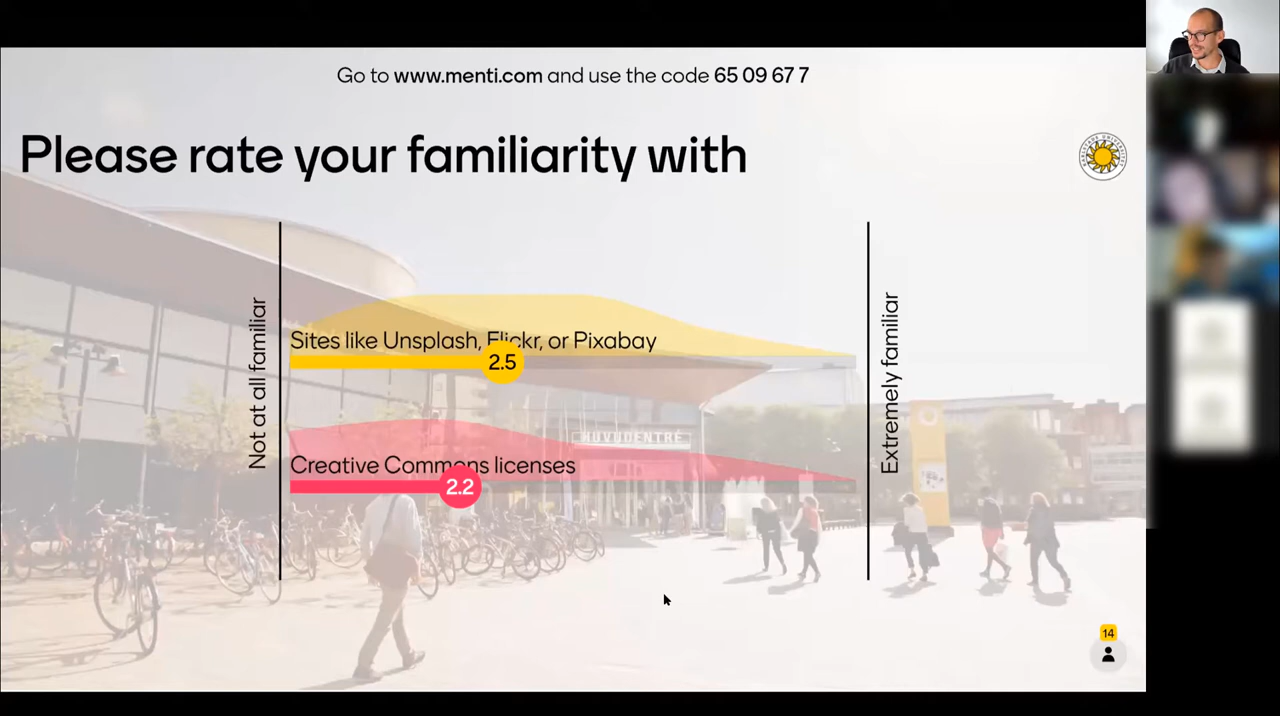 Go to www.menti.com and use the code 65 09 67 7
Please rate your familiarity with
Not at all familiar
Extremely familiar
Sites like Unsplash, Flickr, or Pixabay
2.5
HUVUDENTRÉ
Creative Commons licenses
2.2
14